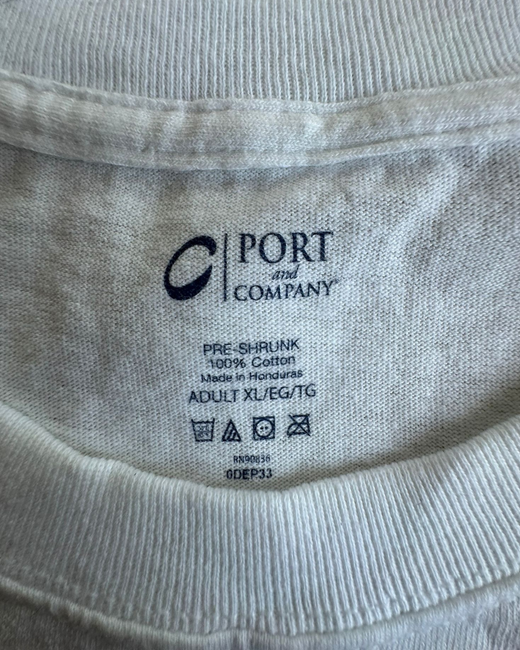 PORT
and
COMPANY®
PRE-SHRUNK
100% Cotton
Made in Honduras
ADULT XL/EG/TG
RN90836
0DEP33